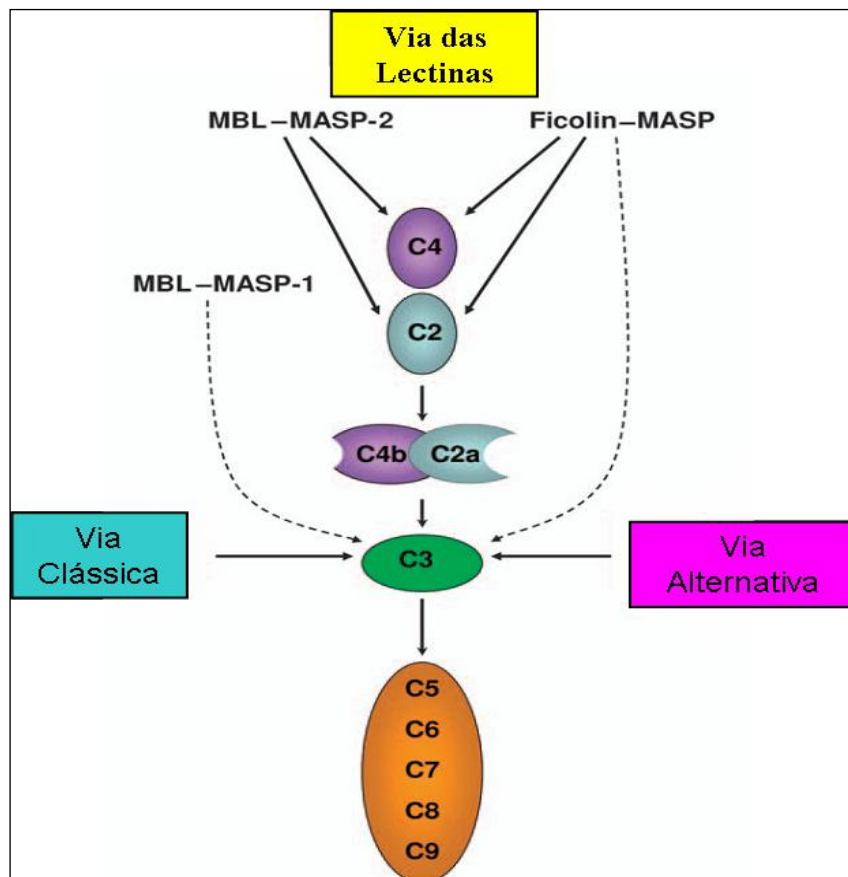 Via das
Lectinas
MBL–MASP-2
Ficolin–MASP
C4
MBL–MASP-1
C2
C4b
C2a
Via
Clássica
C3
Via
Alternativa
C5
C6
C7
C8
C9